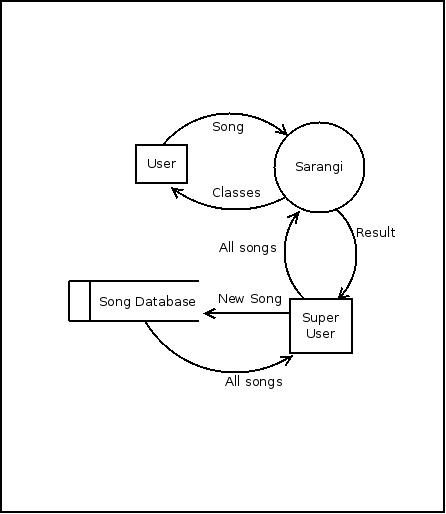 Song
User
Sarangi
Classes
Result
All songs
New Song
Song Database
Super
User
All songs